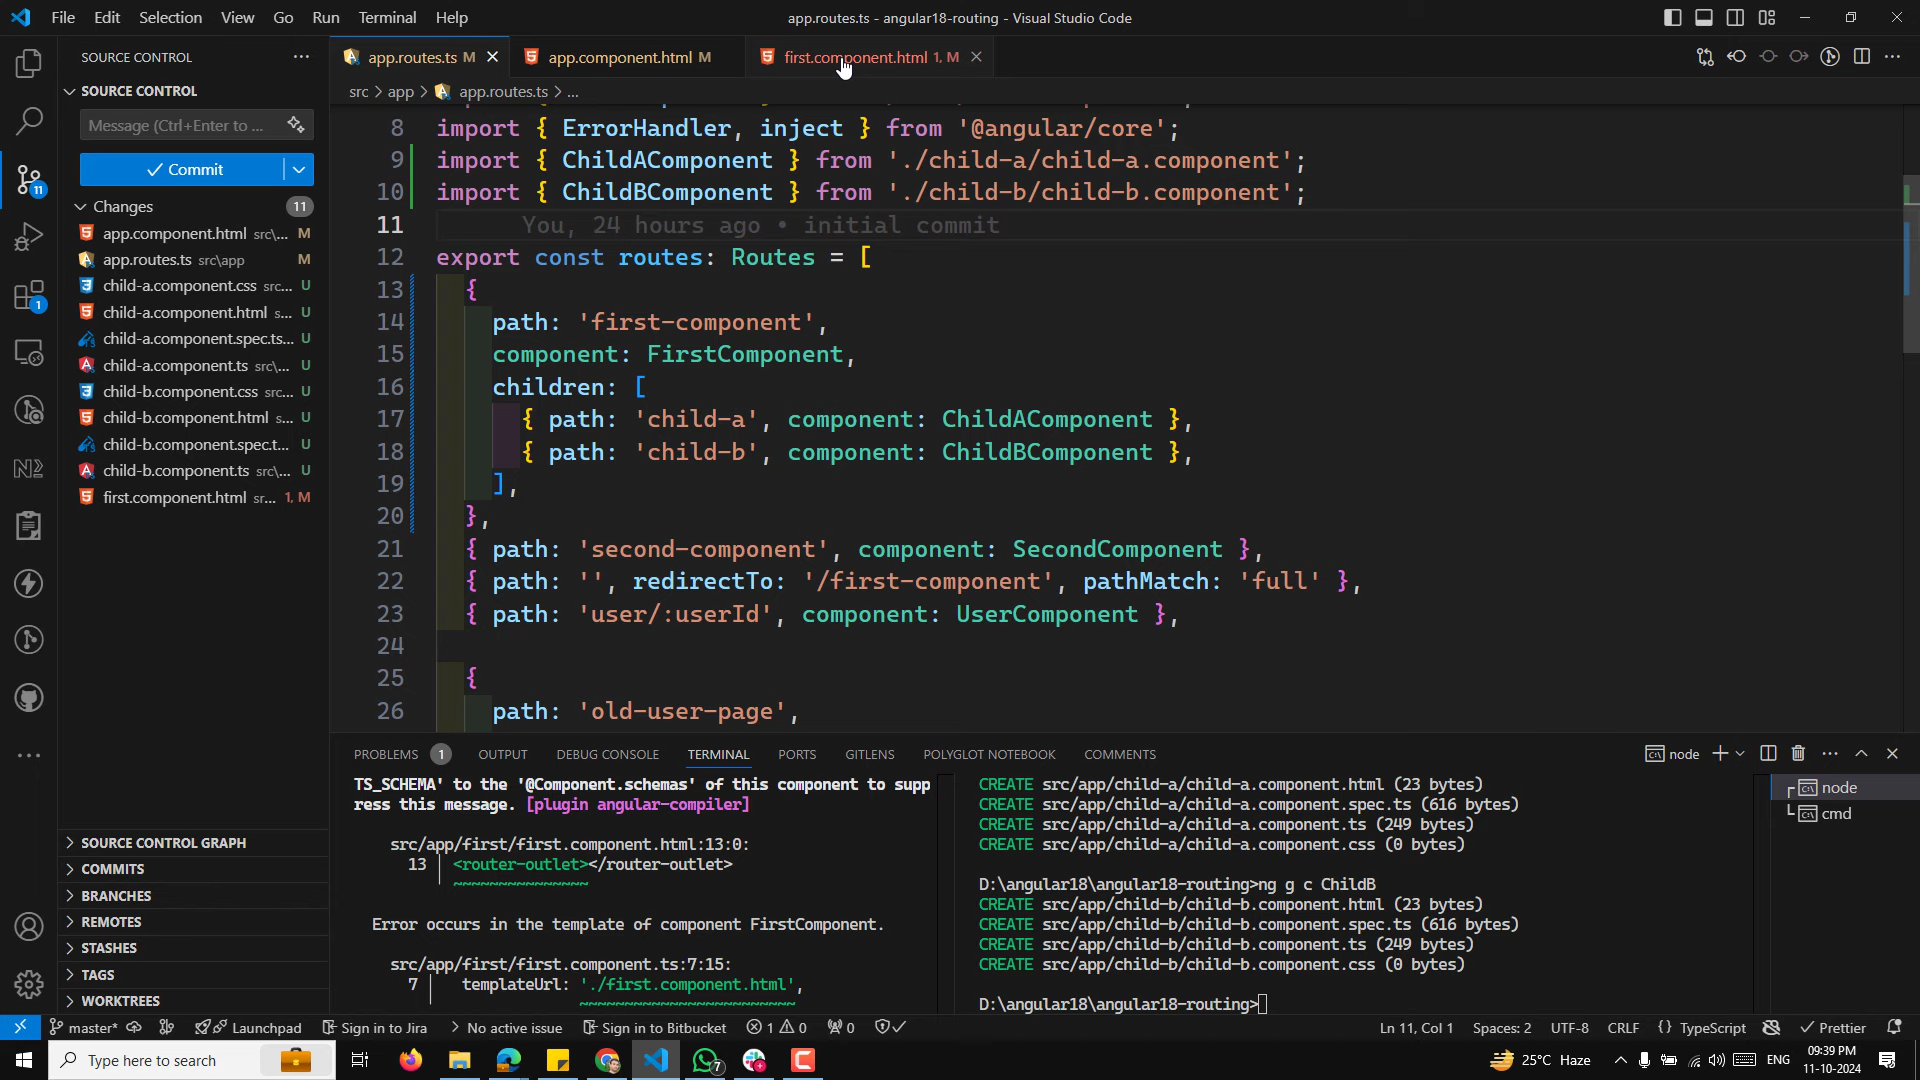 File Edit Selection View Go Run Terminal Help
app.routes.ts - angular18-routing - Visual Studio Code
SOURCE CONTROL
app.routes.ts M
app.component.html M
first.component.html 1, M
SOURCE CONTROL
src > app > app.routes.ts > ...
Message (Ctrl+Enter to ...
Commit
Changes 11
app.component.html src\... M
app.routes.ts src\app M
child-a.component.css src... U
child-a.component.html s... U
child-a.component.spec.ts... U
child-a.component.ts src\... U
child-b.component.css src... U
child-b.component.html s... U
child-b.component.spec.t... U
child-b.component.ts src\... U
first.component.html sr... 1, M
11
1
SOURCE CONTROL GRAPH
COMMITS
BRANCHES
REMOTES
STASHES
TAGS
WORKTREES
8 import { ErrorHandler, inject } from '@angular/core';
9 import { ChildAComponent } from './child-a/child-a.component';
10 import { ChildBComponent } from './child-b/child-b.component';
11 You, 24 hours ago • initial commit
12 export const routes: Routes = [
13 {
14 path: 'first-component',
15 component: FirstComponent,
16 children: [
17 { path: 'child-a', component: ChildAComponent },
18 { path: 'child-b', component: ChildBComponent },
19 ],
20 },
21 { path: 'second-component', component: SecondComponent },
22 { path: '', redirectTo: '/first-component', pathMatch: 'full' },
23 { path: 'user/:userId', component: UserComponent },
24
25 {
26 path: 'old-user-page',
PROBLEMS 1 OUTPUT DEBUG CONSOLE TERMINAL PORTS GITLENS POLYGLOT NOTEBOOK COMMENTS
node
TS_SCHEMA' to the '@Component.schemas' of this component to supp
ress this message. [plugin angular-compiler]
src/app/first/first.component.html:13:0:
13 │ <router-outlet></router-outlet>
~~~~~~~~~~~~~~~
Error occurs in the template of component FirstComponent.
src/app/first/first.component.ts:7:15:
7 │ templateUrl: './first.component.html',
~~~~~~~~~~~~~~~~~~~~~~~~
CREATE src/app/child-a/child-a.component.html (23 bytes)
CREATE src/app/child-a/child-a.component.spec.ts (616 bytes)
CREATE src/app/child-a/child-a.component.ts (249 bytes)
CREATE src/app/child-a/child-a.component.css (0 bytes)
D:\angular18\angular18-routing>ng g c ChildB
CREATE src/app/child-b/child-b.component.html (23 bytes)
CREATE src/app/child-b/child-b.component.spec.ts (616 bytes)
CREATE src/app/child-b/child-b.component.ts (249 bytes)
CREATE src/app/child-b/child-b.component.css (0 bytes)
D:\angular18\angular18-routing>
node
cmd
master* Launchpad Sign in to Jira No active issue Sign in to Bitbucket 1 0 0
Ln 11, Col 1 Spaces: 2 UTF-8 CRLF {} TypeScript Prettier
Type here to search
7
25°C Haze
ENG
09:39 PM
11-10-2024